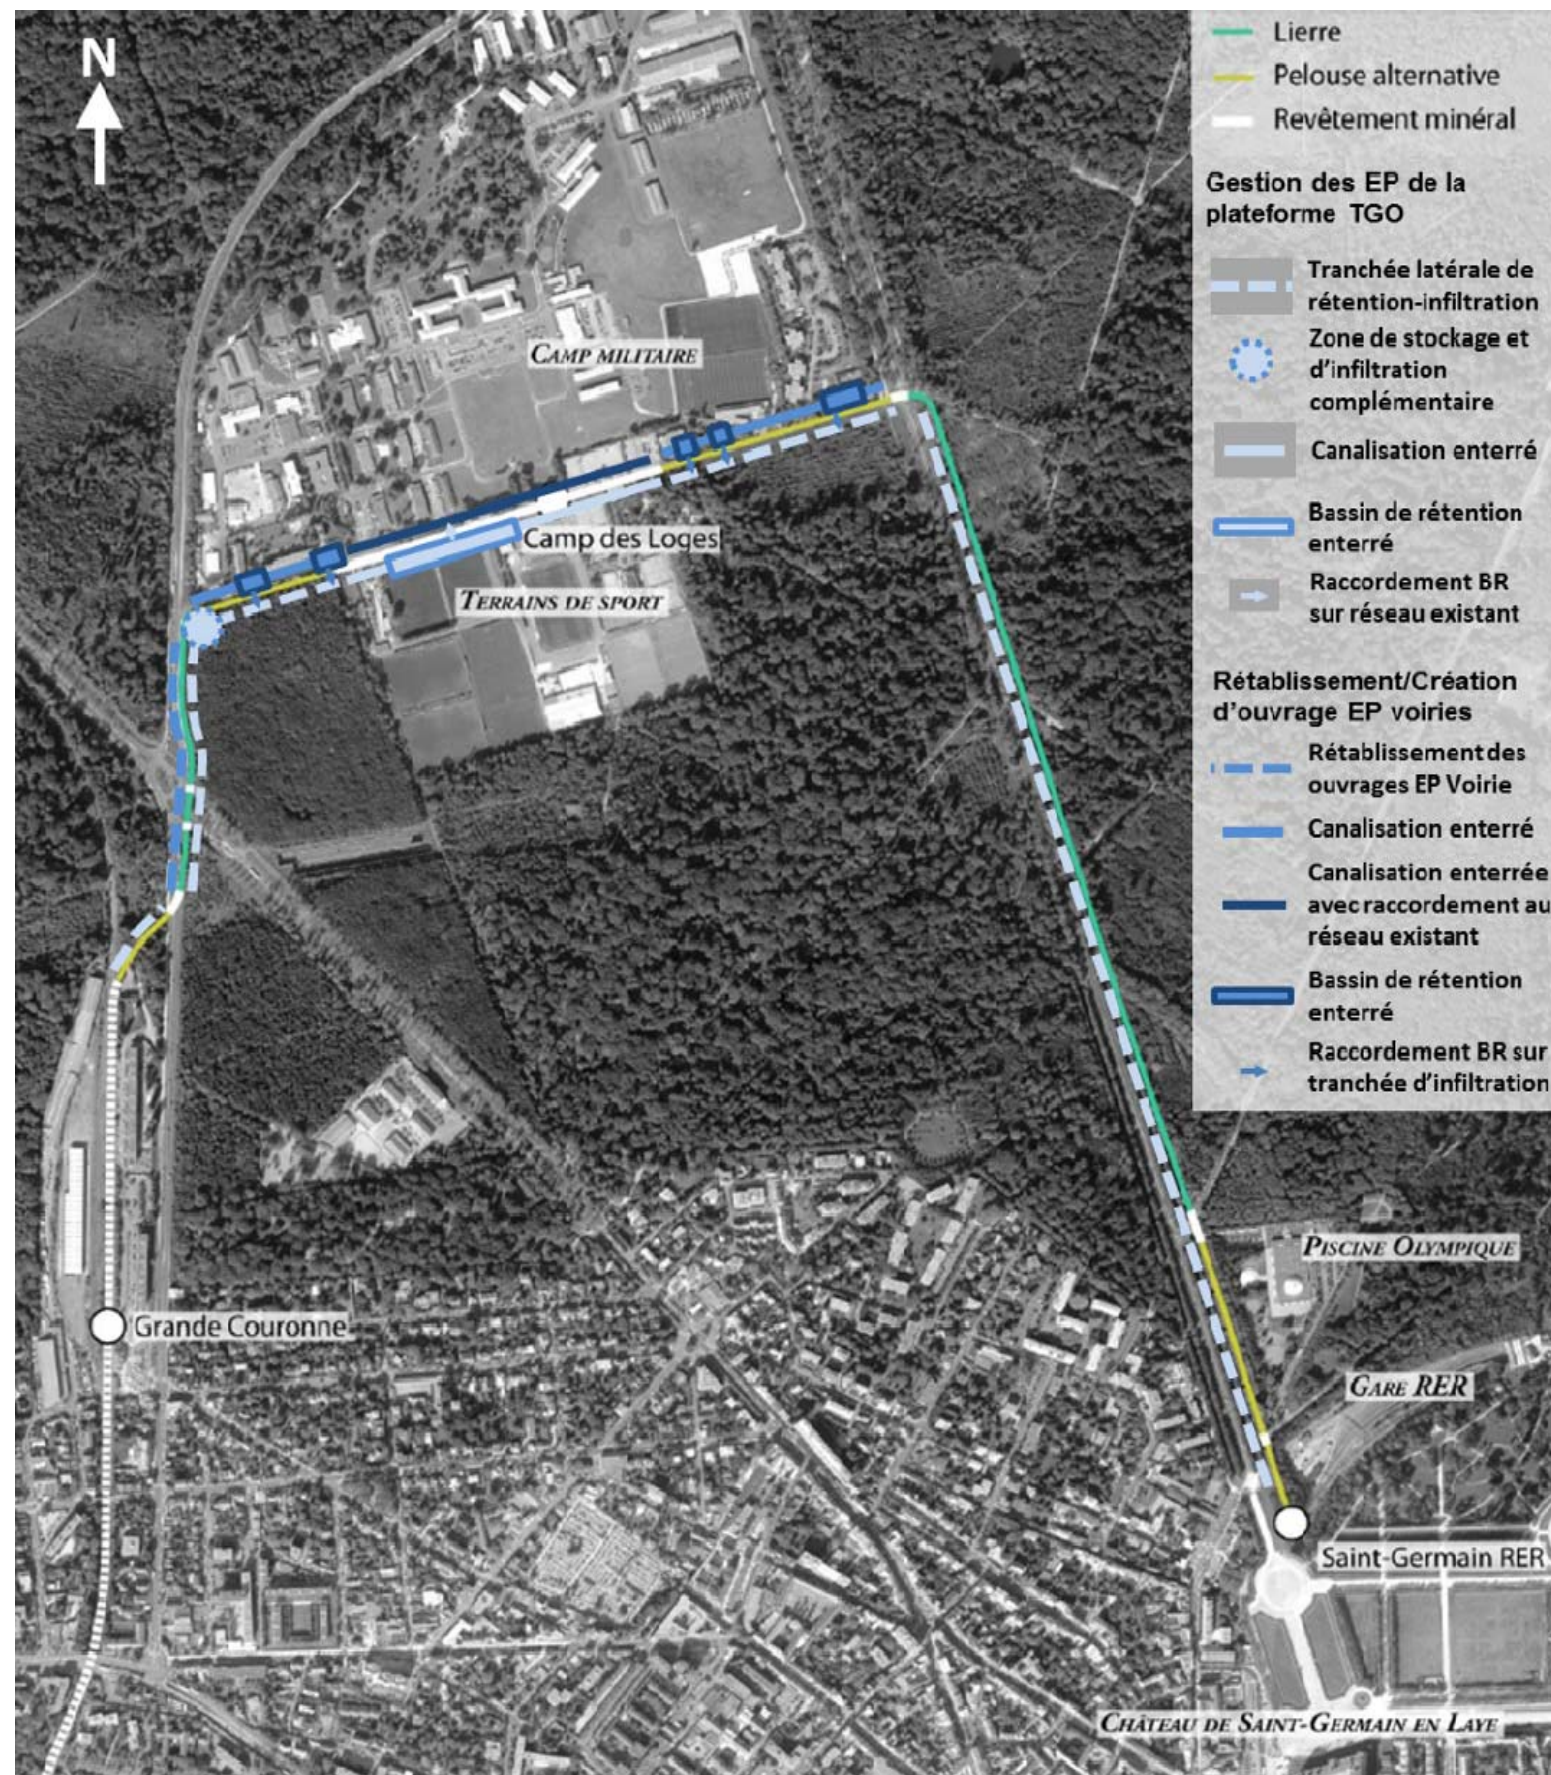 N
Lierre
Pelouse alternative
Revêtement minéral
Gestion des EP de la
plateforme TGO
Tranchée latérale de
rétention-infiltration
Zone de stockage et
d'infiltration
complémentaire
Canalisation enterré
Bassin de rétention
enterré
Raccordement BR
sur réseau existant
Rétablissement/Création
d'ouvrage EP voiries
Rétablissement des
ouvrages EP Voirie
Canalisation enterré
Canalisation enterrée
avec raccordement au
réseau existant
Bassin de rétention
enterré
Raccordement BR sur
tranchée d'infiltration
CAMP MILITAIRE
Camp des Loges
TERRAINS DE SPORT
PISCINE OLYMPIQUE
Grande Couronne
GARE RER
Saint-Germain RER
CHÂTEAU DE SAINT-GERMAIN EN LAYE